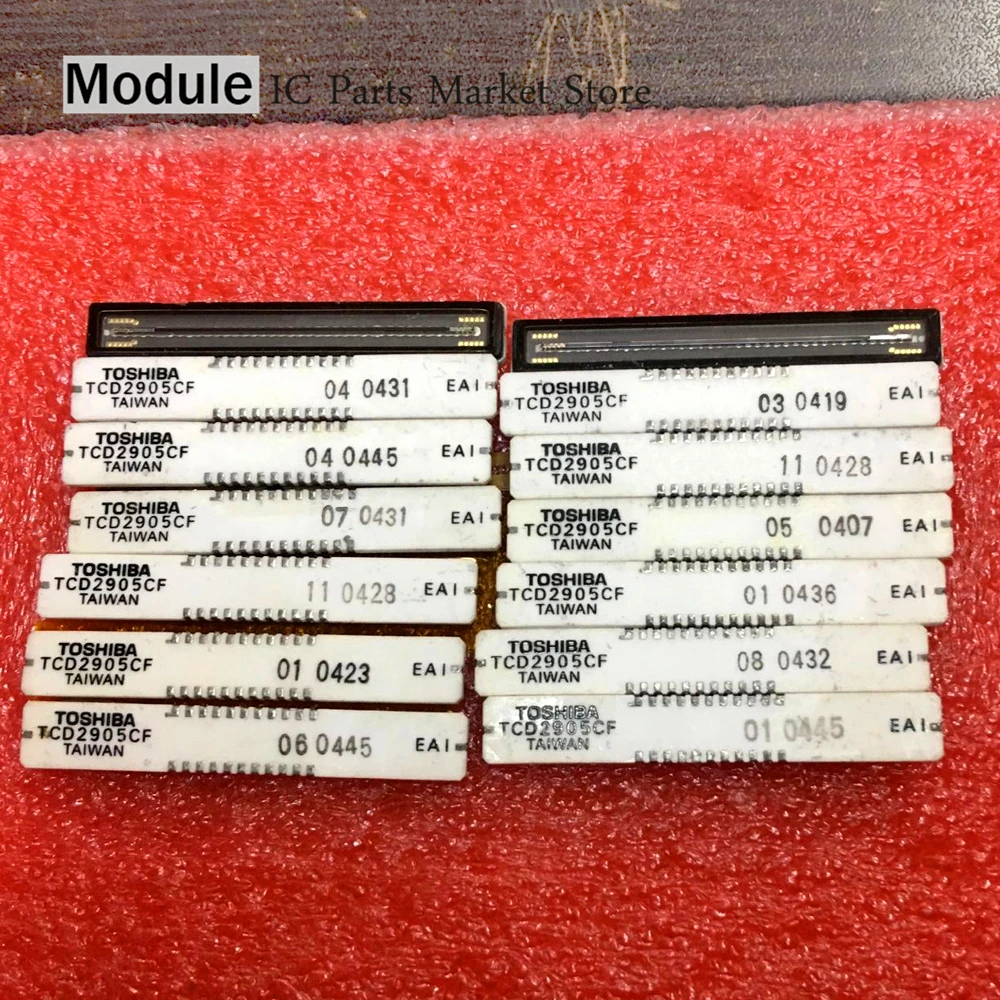 Module IC Parts Market Store
TOSHIBA
TCD2905CF 04 0431 EAI
TAIWAN
TOSHIBA
TCD2905CF 04 0445 EAI
TAIWAN
TOSHIBA
TCD2905CF 07 0431 EAI
TAIWAN
TOSHIBA
TCD2905CF 11 0428 EAI
TAIWAN
TOSHIBA
TCD2905CF 01 0423 EAI
TAIWAN
TOSHIBA
TCD2905CF 06 0445 EAI
TAIWAN
TOSHIBA
TCD2905CF 03 0419 EAI
TAIWAN
TOSHIBA
TCD2905CF 11 0428 EAI
TAIWAN
TOSHIBA
TCD2905CF 05 0407 EAI
TAIWAN
TOSHIBA
TCD2905CF 01 0436 EAI
TAIWAN
TOSHIBA
TCD2905CF 08 0432 EAI
TAIWAN
TOSHIBA
TCD2905CF 01 0445 EAI
TAIWAN